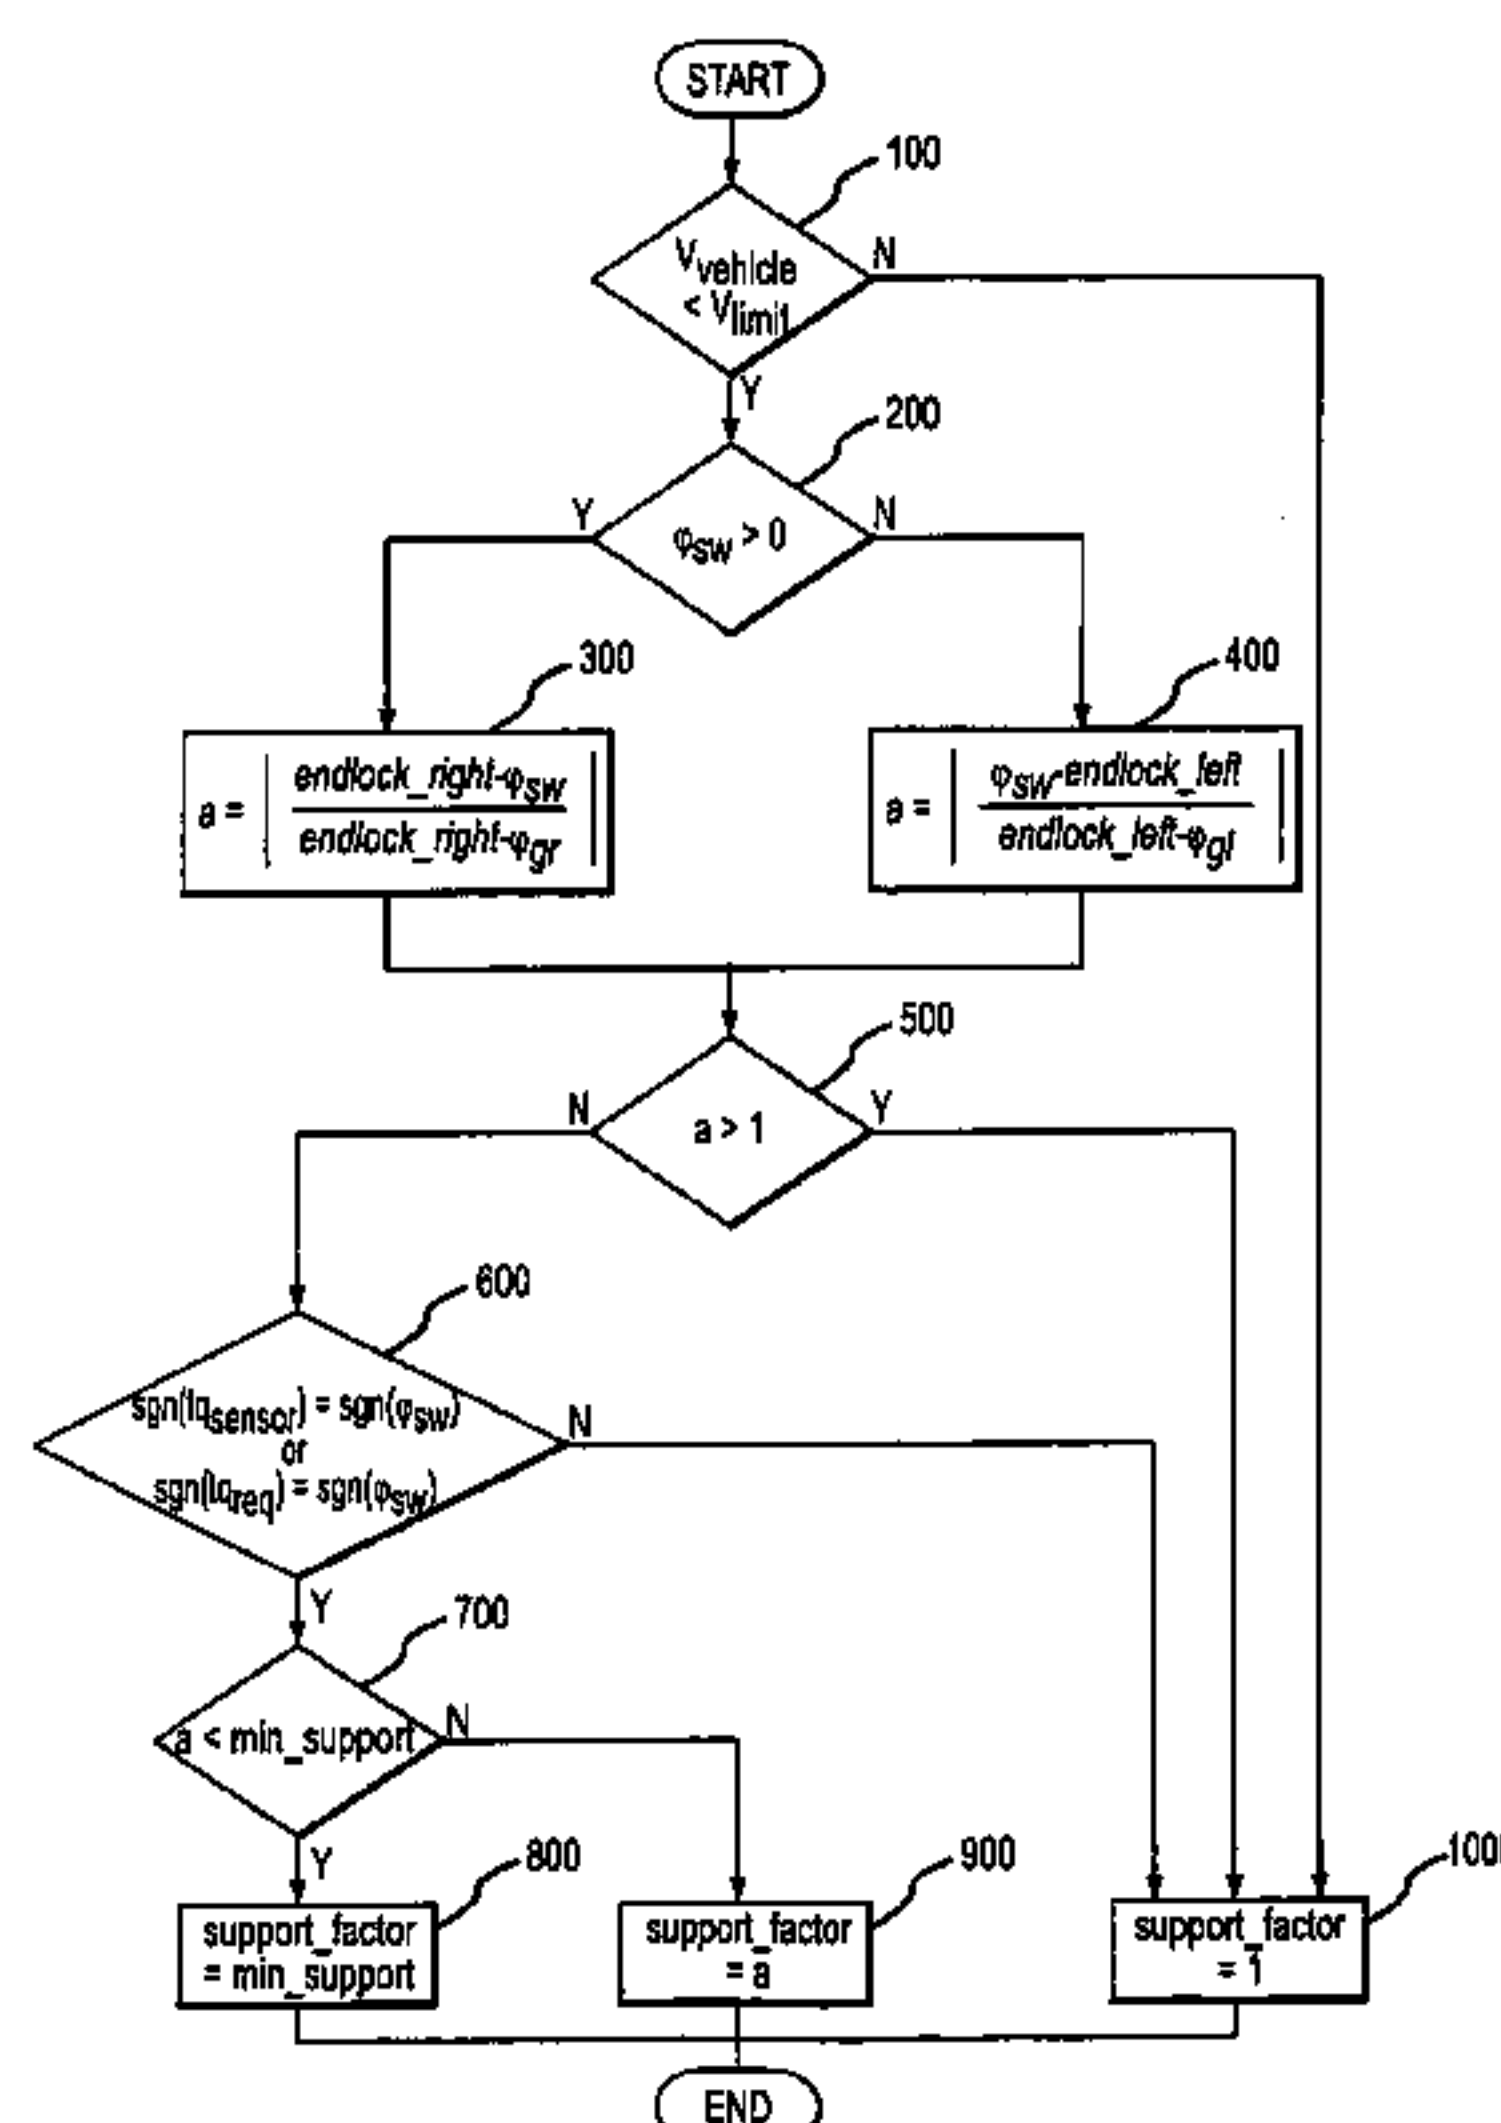 START
100
Vvehicle
< Vlimit
N
Y
200
Y
φsw > 0
N
300
400
a = | endlock_right-φsw
endlock_right-φgr |
a = | φsw-endlock_left
endlock_left-φgl |
500
N
a > 1
Y
600
sgn(tqsensor) = sgn(φsw)
or
sgn(tqreq) = sgn(φsw)
N
Y
700
a < min_support
N
Y
800
900
support_factor
= min_support
support_factor
= a
support_factor
= 1
END